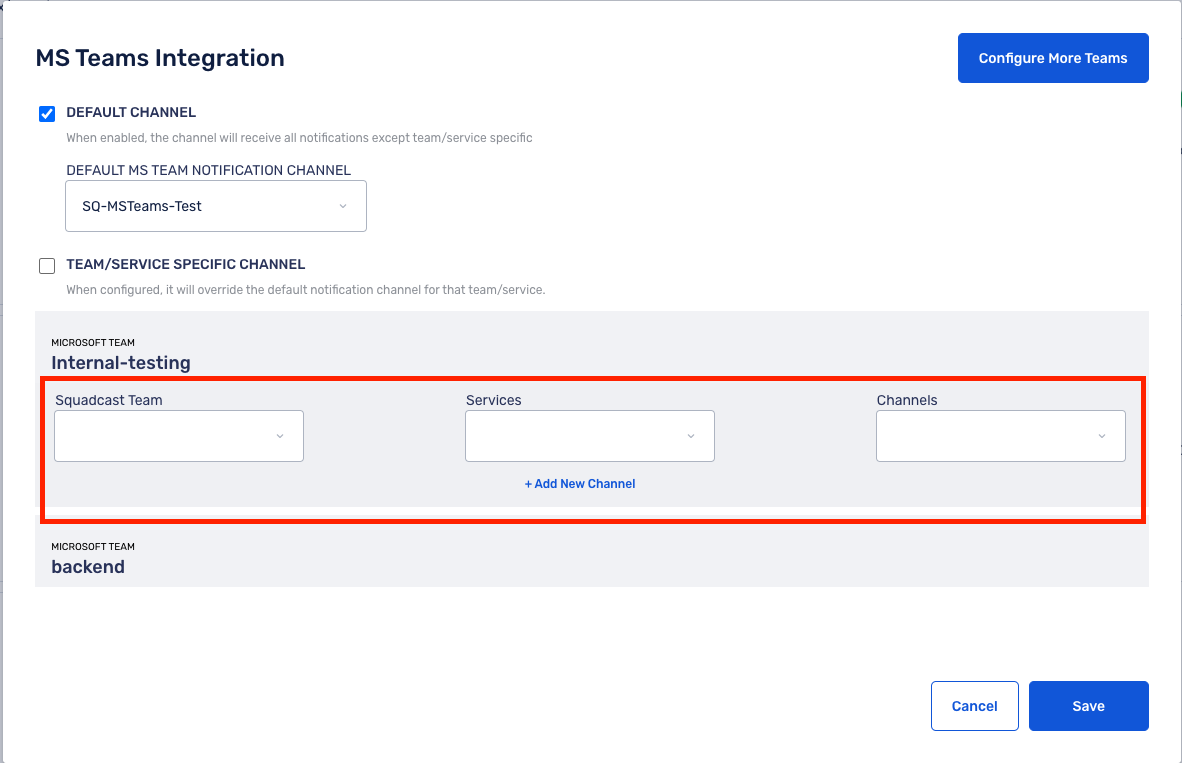 MS Teams Integration
Configure More Teams
DEFAULT CHANNEL
When enabled, the channel will receive all notifications except team/service specific
DEFAULT MS TEAM NOTIFICATION CHANNEL
SQ-MSTeams-Test
TEAM/SERVICE SPECIFIC CHANNEL
When configured, it will override the default notification channel for that team/service.
MICROSOFT TEAM
Internal-testing
Squadcast Team
Services
Channels
+ Add New Channel
MICROSOFT TEAM
backend
Cancel
Save